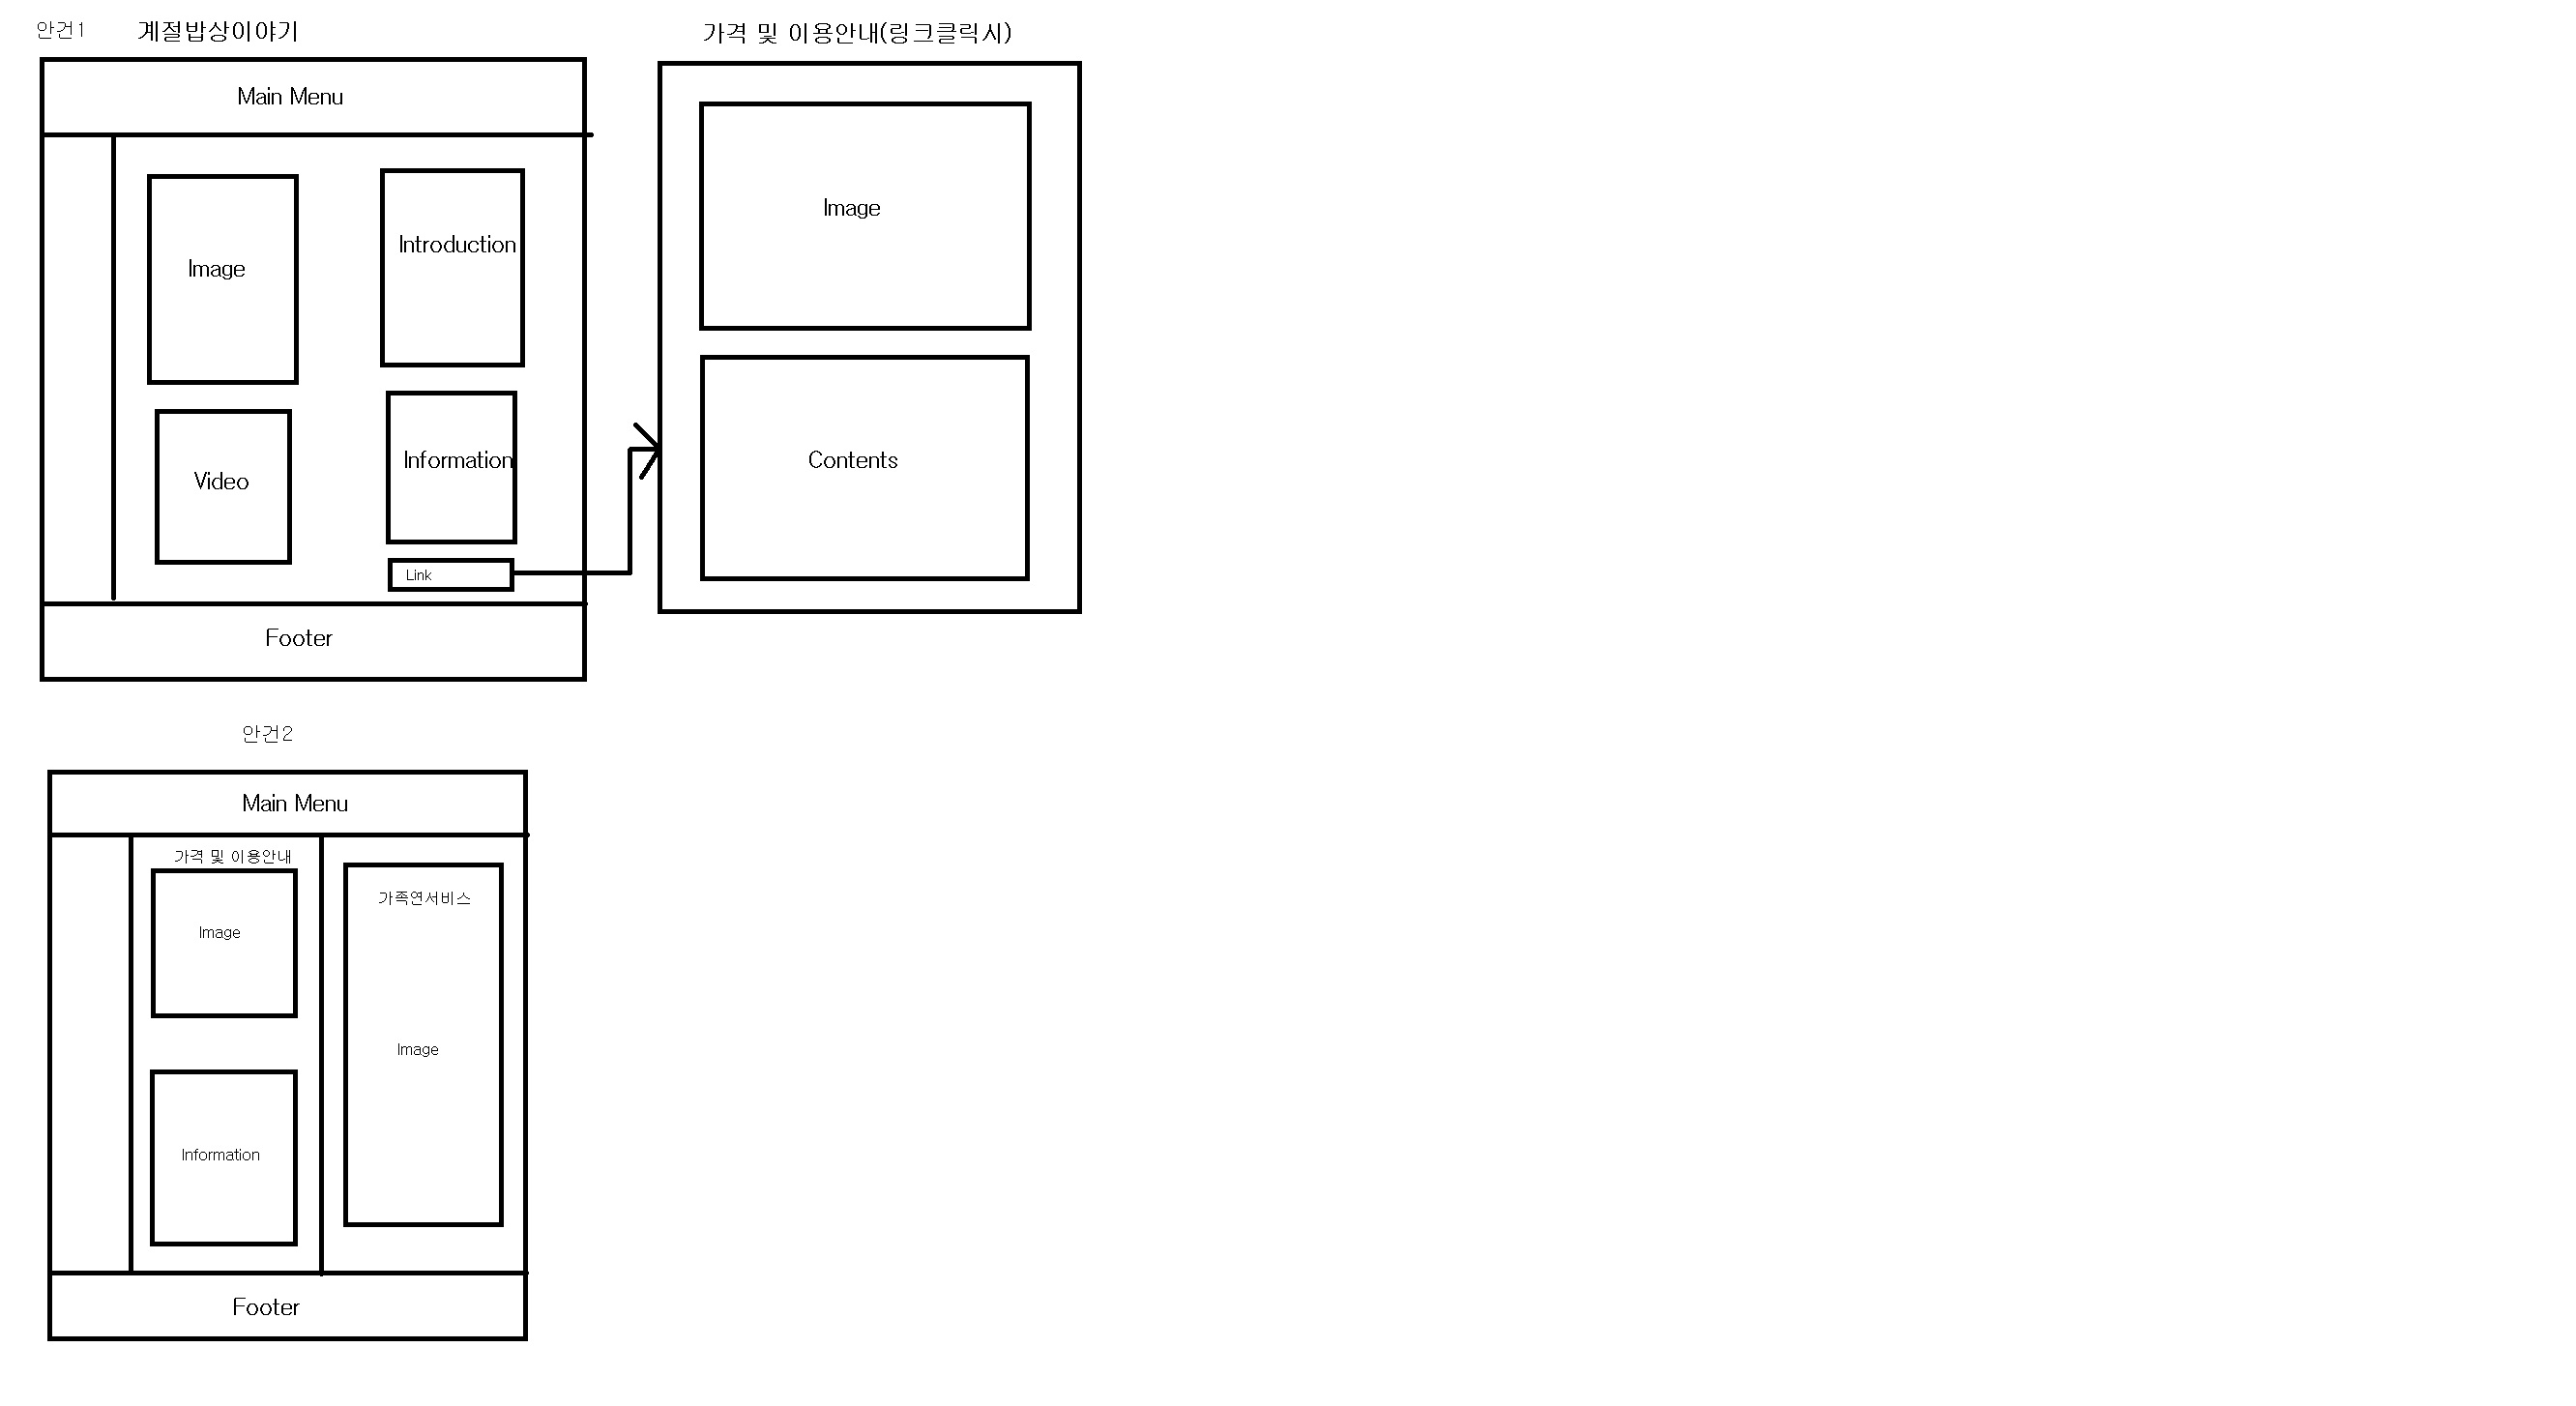 안건1 계절밥상이야기
Main Menu
Image
Introduction
Video
Information
Link
Footer
가격 및 이용안내(링크클릭시)
Image
Contents
안건2
Main Menu
가격 및 이용안내
Image
Information
가족연서비스
Image
Footer